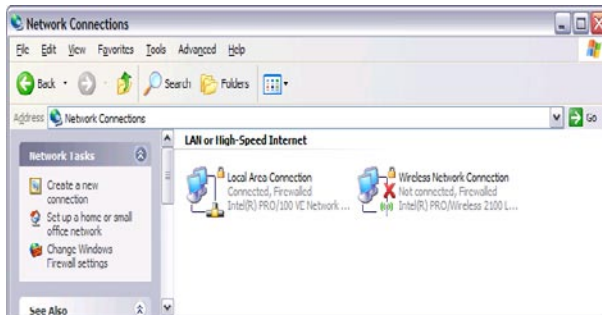 Network Connections
File Edit View Favorites Tools Advanced Help
Back Search Folders
Address Network Connections Go
Network Tasks
Create a new
connection
Set up a home or small
office network
Change Windows
Firewall settings
See Also
LAN or High-Speed Internet
Local Area Connection
Connected, Firewalled
Intel(R) PRO/100 VE Network ...
Wireless Network Connection
Not connected, Firewalled
Intel(R) PRO/Wireless 2100 L...